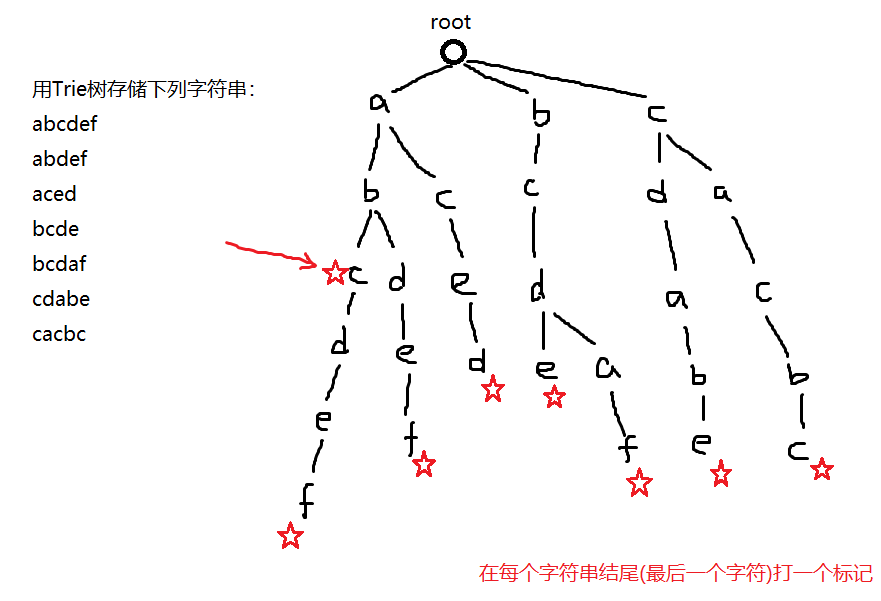 root
用Trie树存储下列字符串:
abcdef
abdef
aced
bcde
bcdaf
cdabe
cacbc
a b c
b c c d a
c d e d a c
d e d e a b b
e f f e c
f
在每个字符串结尾(最后一个字符)打一个标记